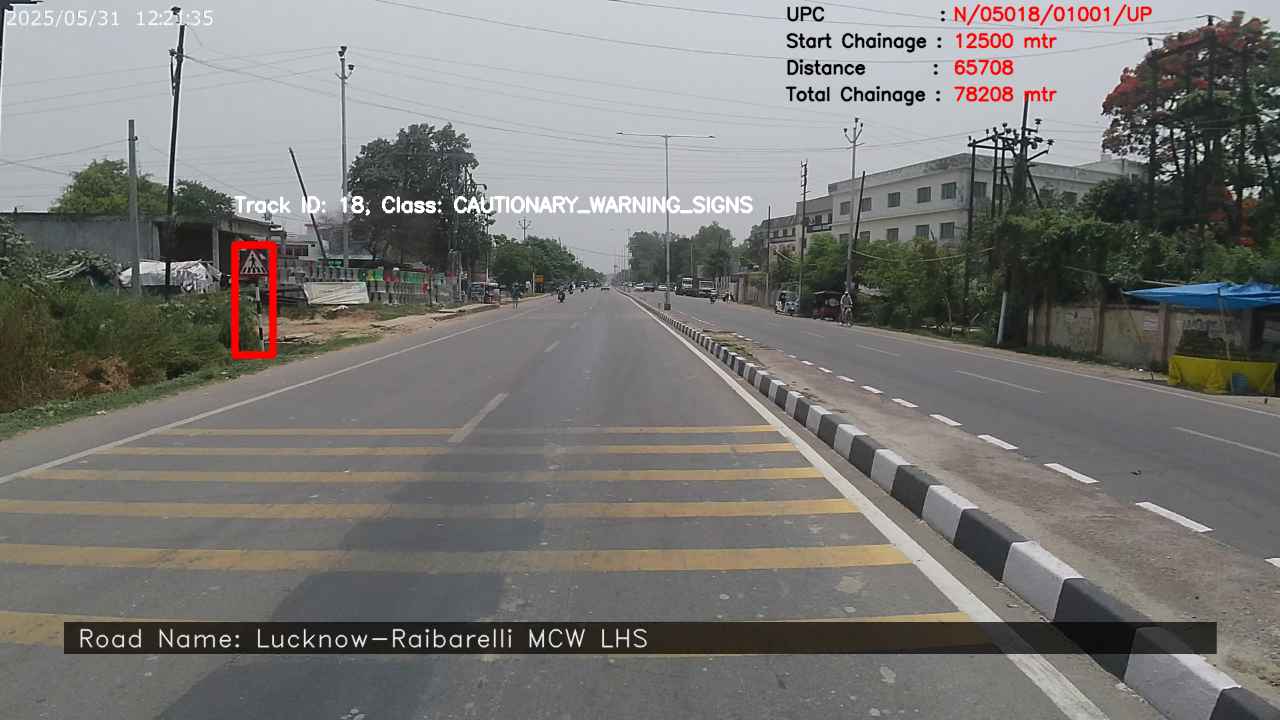 2025/05/31 12:21:35
UPC : N/05018/01001/UP
Start Chainage : 12500 mtr
Distance : 65708
Total Chainage : 78208 mtr
Track ID: 18, Class: CAUTIONARY_WARNING_SIGNS
Road Name: Lucknow-Raibarelli MCW LHS